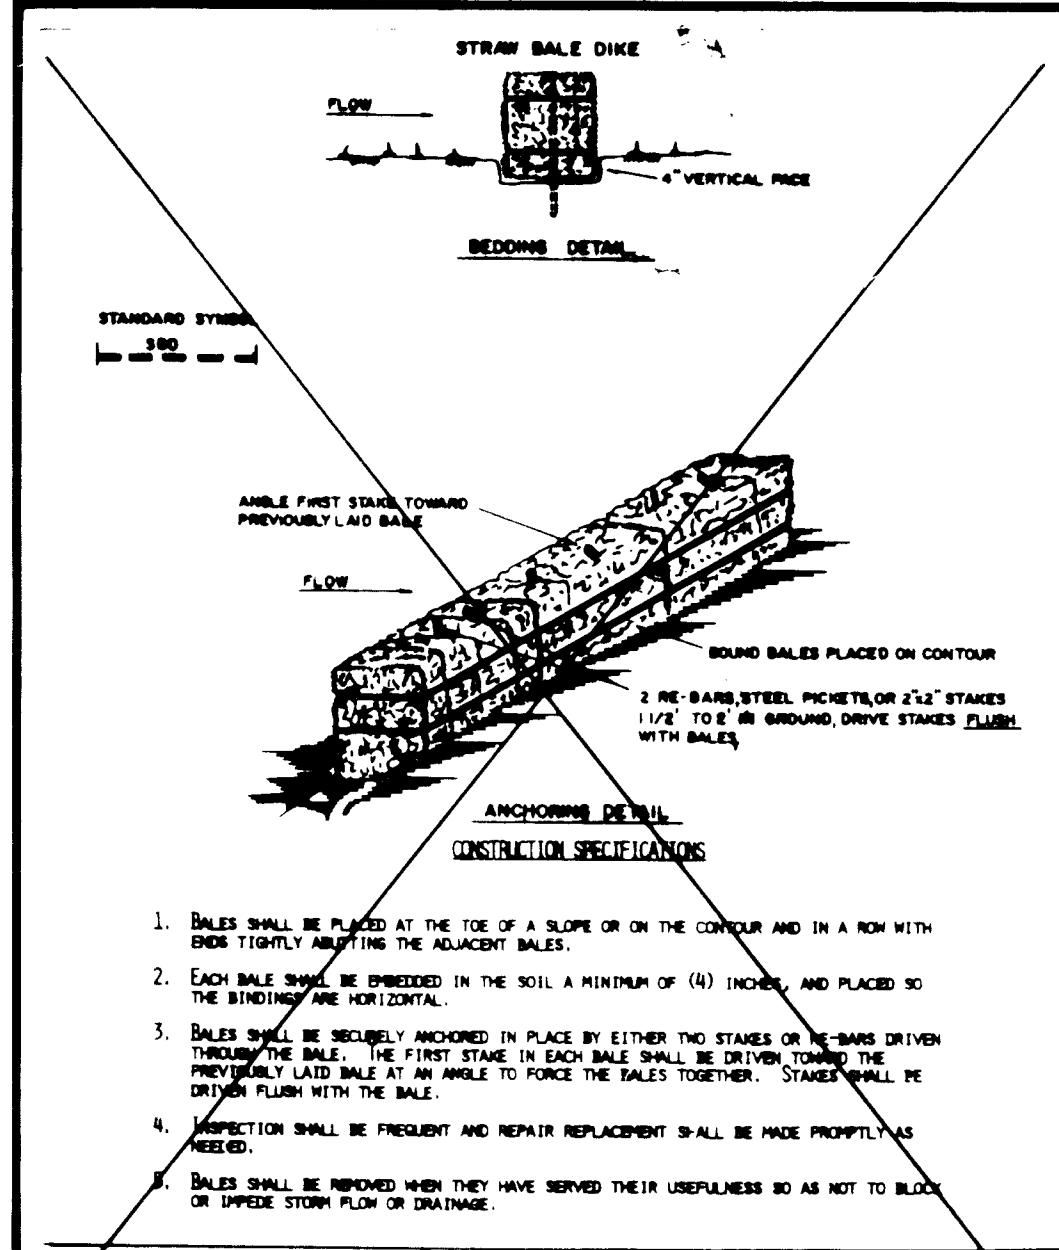 STRAW BALE DIKE
FLOW
4" VERTICAL FACE
BEDDING DETAIL
STANDARD SYMBOL
SBD
ANGLE FIRST STAKE TOWARD
PREVIOUSLY LAID BALE
FLOW
BOUND BALES PLACED ON CONTOUR
2 RE-BARS, STEEL PICKETS, OR 2"x2" STAKES
1 1/2' TO 2' IN GROUND, DRIVE STAKES FLUSH
WITH BALES
ANCHORING DETAIL
CONSTRUCTION SPECIFICATIONS
1. BALES SHALL BE PLACED AT THE TOE OF A SLOPE OR ON THE CONTOUR AND IN A ROW WITH
ENDS TIGHTLY ABUTTING THE ADJACENT BALES.
2. EACH BALE SHALL BE EMBEDDED IN THE SOIL A MINIMUM OF (4) INCHES, AND PLACED SO
THE BINDINGS ARE HORIZONTAL.
3. BALES SHALL BE SECURELY ANCHORED IN PLACE BY EITHER TWO STAKES OR RE-BARS DRIVEN
THROUGH THE BALE. THE FIRST STAKE IN EACH BALE SHALL BE DRIVEN TOWARD THE
PREVIOUSLY LAID BALE AT AN ANGLE TO FORCE THE BALES TOGETHER. STAKES SHALL BE
DRIVEN FLUSH WITH THE BALE.
4. INSPECTION SHALL BE FREQUENT AND REPAIR REPLACEMENT SHALL BE MADE PROMPTLY AS
NEEDED.
5. BALES SHALL BE REMOVED WHEN THEY HAVE SERVED THEIR USEFULNESS SO AS NOT TO BLOCK
OR IMPEDE STORM FLOW OR DRAINAGE.